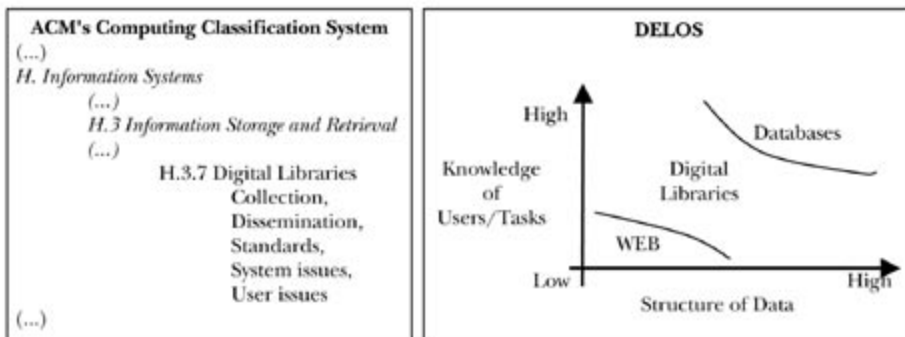 ACM's Computing Classification System
(...)
H. Information Systems
(...)
H.3 Information Storage and Retrieval
(...)
H.3.7 Digital Libraries
Collection,
Dissemination,
Standards,
System issues,
User issues
(...)
DELOS
High
Databases
Knowledge
of
Users/Tasks
Digital
Libraries
WEB
Low
High
Structure of Data